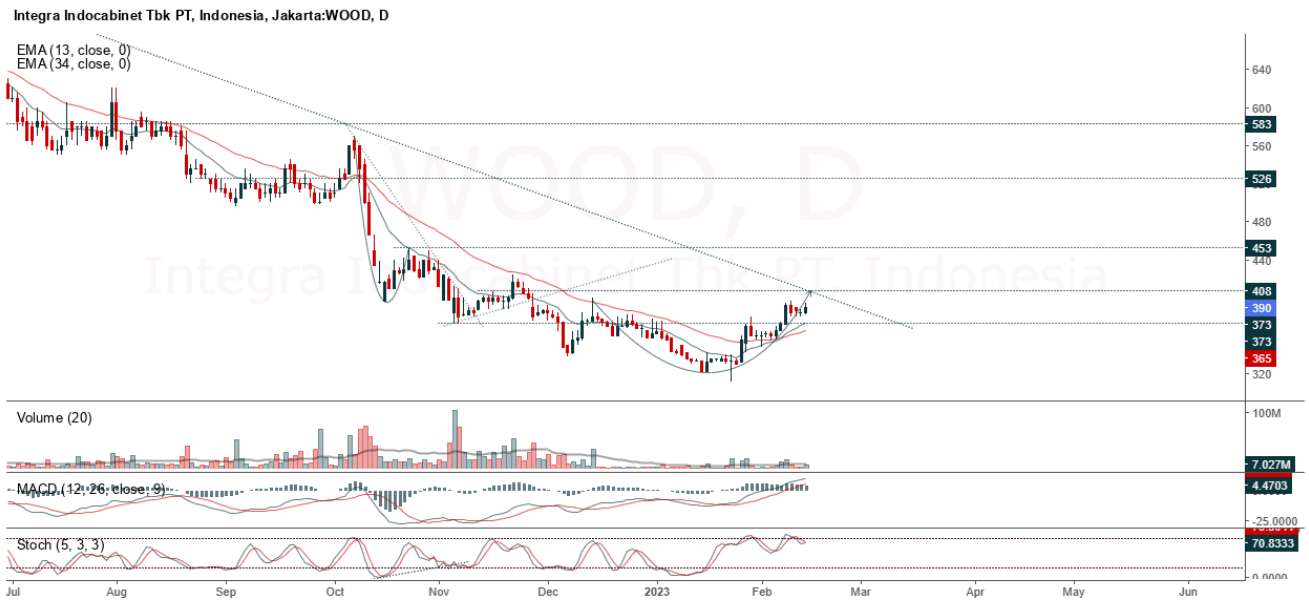 Integra Indocabinet Tbk PT, Indonesia, Jakarta:WOOD, D
EMA (13, close, 0)
EMA (34, close, 0)
WOOD, D
Integra Indocabinet Tbk PT, Indonesia
640
600
583
560
526
480
453
440
408
390
373
373
365
320
Volume (20)
100M
7.027M
MACD (12, 26, close, 9)
4.4703
-25.0000
Stoch (5, 3, 3)
70.8333
0.0000
Jul Aug Sep Oct Nov Dec 2023 Feb Mar Apr May Jun